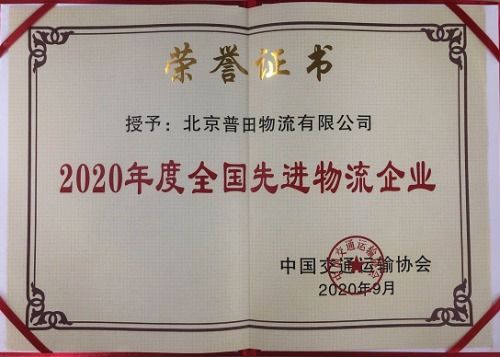 荣誉证书
授予：北京普田物流有限公司
2020年度全国先进物流企业
中国交通运输协会
2020年9月